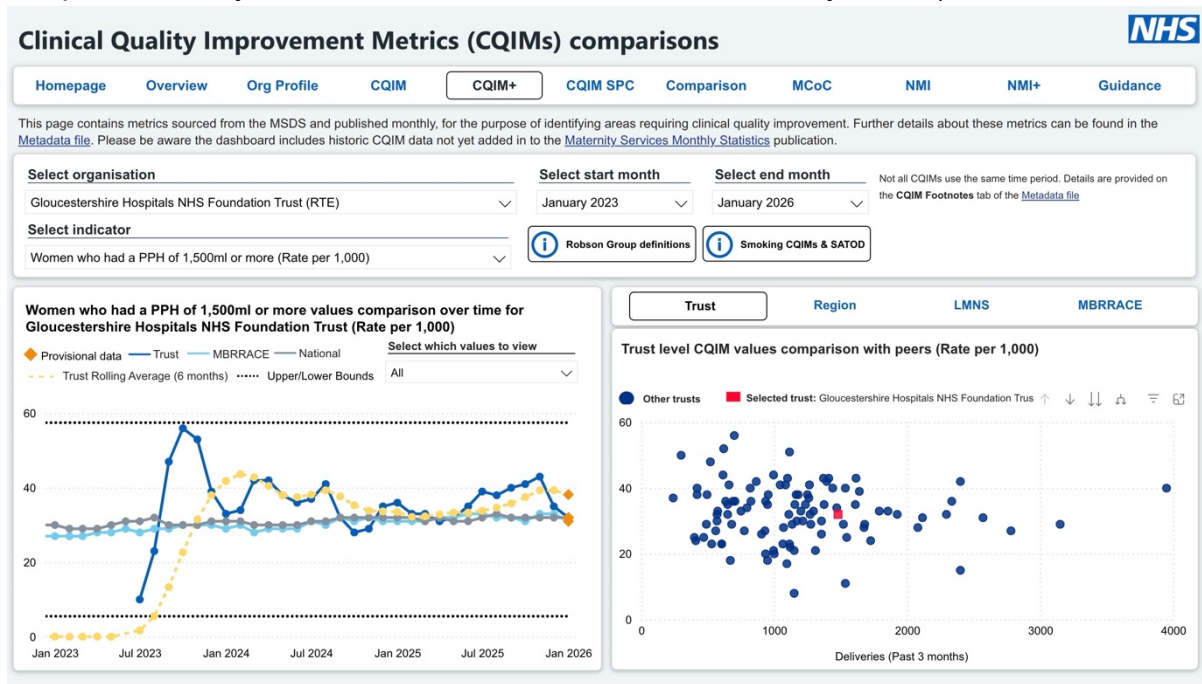 Clinical Quality Improvement Metrics (CQIMs) comparisons
NHS
Homepage Overview Org Profile CQIM CQIM+ CQIM SPC Comparison MCoC NMI NMI+ Guidance
This page contains metrics sourced from the MSDS and published monthly, for the purpose of identifying areas requiring clinical quality improvement. Further details about these metrics can be found in the
Metadata file. Please be aware the dashboard includes historic CQIM data not yet added in to the Maternity Services Monthly Statistics publication.
Select organisation
Gloucestershire Hospitals NHS Foundation Trust (RTE)
Select start month
January 2023
Select end month
January 2026
Not all CQIMs use the same time period. Details are provided on
the CQIM Footnotes tab of the Metadata file
Select indicator
Women who had a PPH of 1,500ml or more (Rate per 1,000)
Robson Group definitions
Smoking CQIMs & SATOD
Women who had a PPH of 1,500ml or more values comparison over time for
Gloucestershire Hospitals NHS Foundation Trust (Rate per 1,000)
Provisional data Trust MBRRACE National
Trust Rolling Average (6 months) Upper/Lower Bounds
Select which values to view
All
60
40
20
0
Jan 2023 Jul 2023 Jan 2024 Jul 2024 Jan 2025 Jul 2025 Jan 2026
Trust Region LMNS MBRRACE
Trust level CQIM values comparison with peers (Rate per 1,000)
Other trusts Selected trust: Gloucestershire Hospitals NHS Foundation Trus
60
40
20
0
0 1000 2000 3000 4000
Deliveries (Past 3 months)